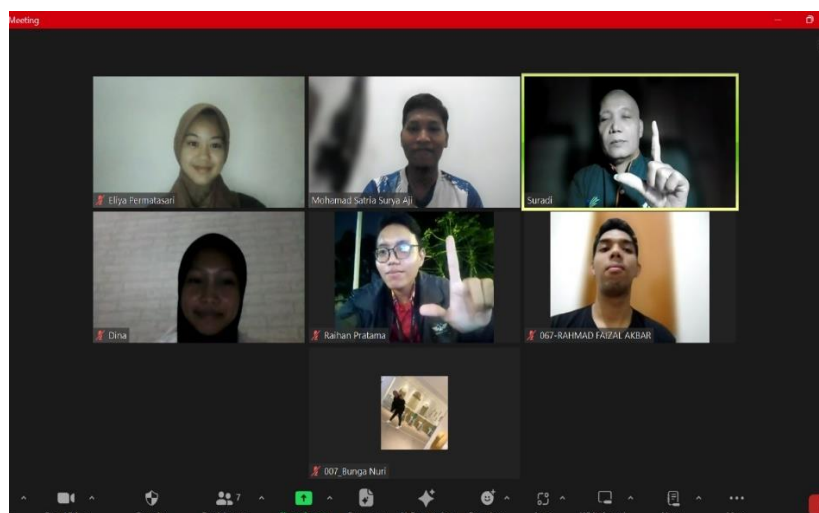 Meeting
Eliya Permatasari
Mohamad Satria Surya Aji
Suradi
Dina
Raihan Pratama
067-RAHMAD FAIZAL AKBAR
007_Bunga Nuri
7